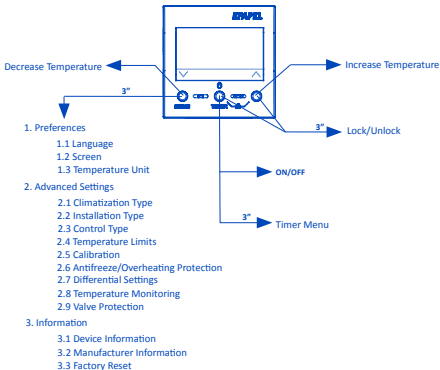 EPAPEL
Decrease Temperature
Increase Temperature
3"
3"
Lock/Unlock
1. Preferences
1.1 Language
1.2 Screen
1.3 Temperature Unit
ON/OFF
2. Advanced Settings
2.1 Climatization Type
2.2 Installation Type
2.3 Control Type
3"
Timer Menu
2.4 Temperature Limits
2.5 Calibration
2.6 Antifreeze/Overheating Protection
2.7 Differential Settings
2.8 Temperature Monitoring
2.9 Valve Protection
3. Information
3.1 Device Information
3.2 Manufacturer Information
3.3 Factory Reset